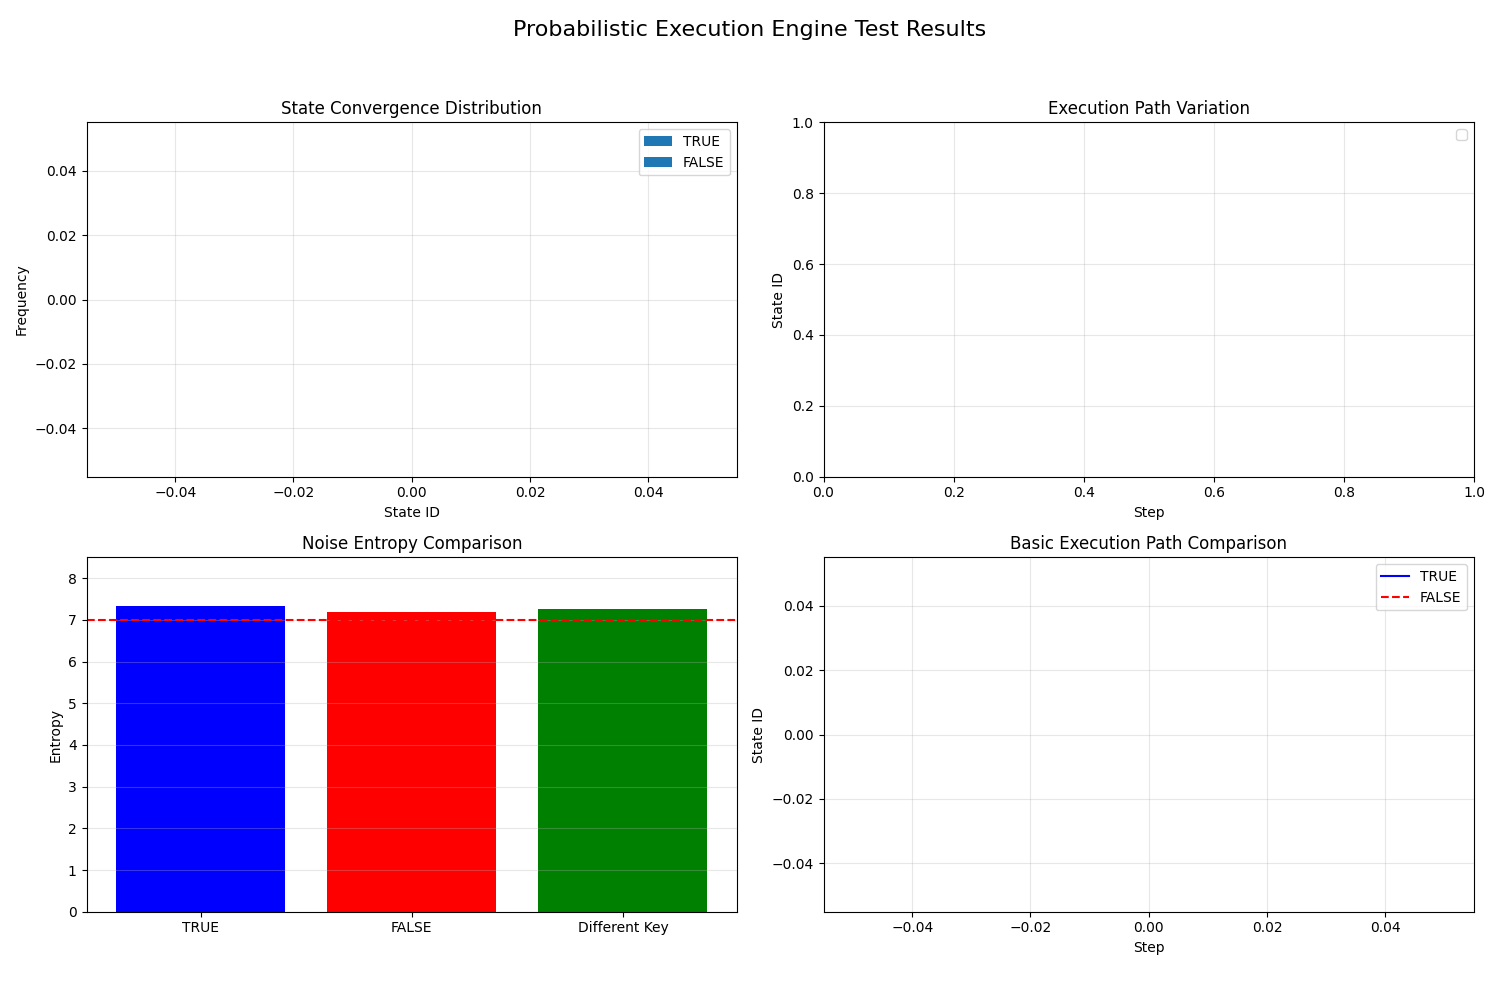 Probabilistic Execution Engine Test Results
State Convergence Distribution
TRUE
FALSE
0.04
0.02
0.00
−0.02
−0.04
Frequency
−0.04 −0.02 0.00 0.02 0.04
State ID
Execution Path Variation
1.0
0.8
0.6
0.4
0.2
0.0
State ID
0.0 0.2 0.4 0.6 0.8 1.0
Step
Noise Entropy Comparison
8
7
6
5
4
3
2
1
0
Entropy
TRUE FALSE Different Key
Basic Execution Path Comparison
TRUE
FALSE
0.04
0.02
0.00
−0.02
−0.04
State ID
−0.04 −0.02 0.00 0.02 0.04
Step